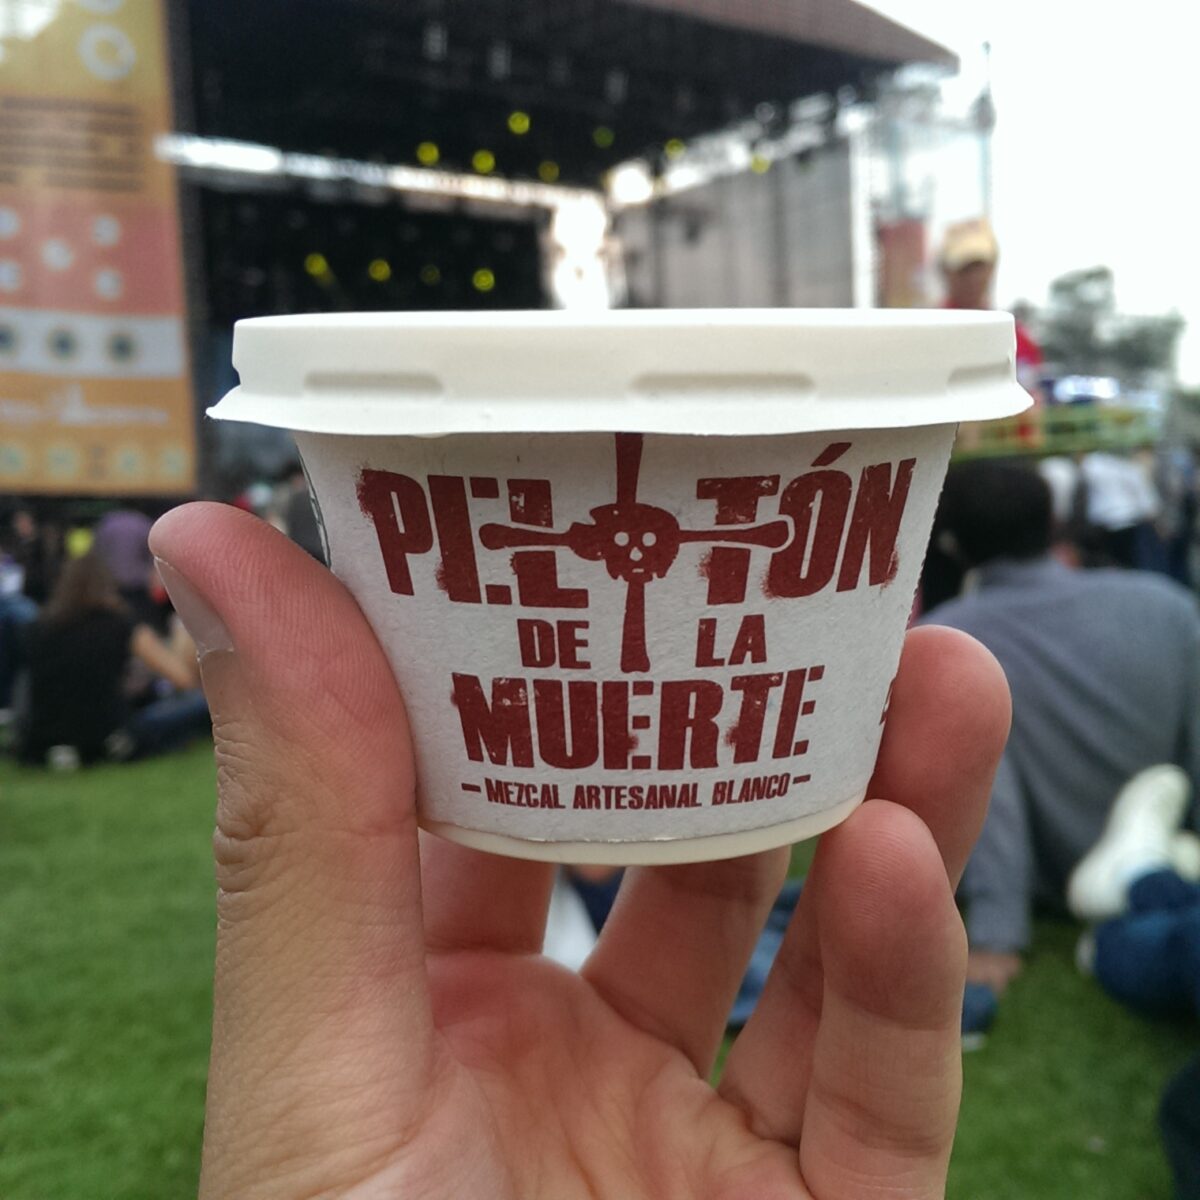 PELOTÓN
DE LA
MUERTE
-MEZCAL ARTESANAL BLANCO-